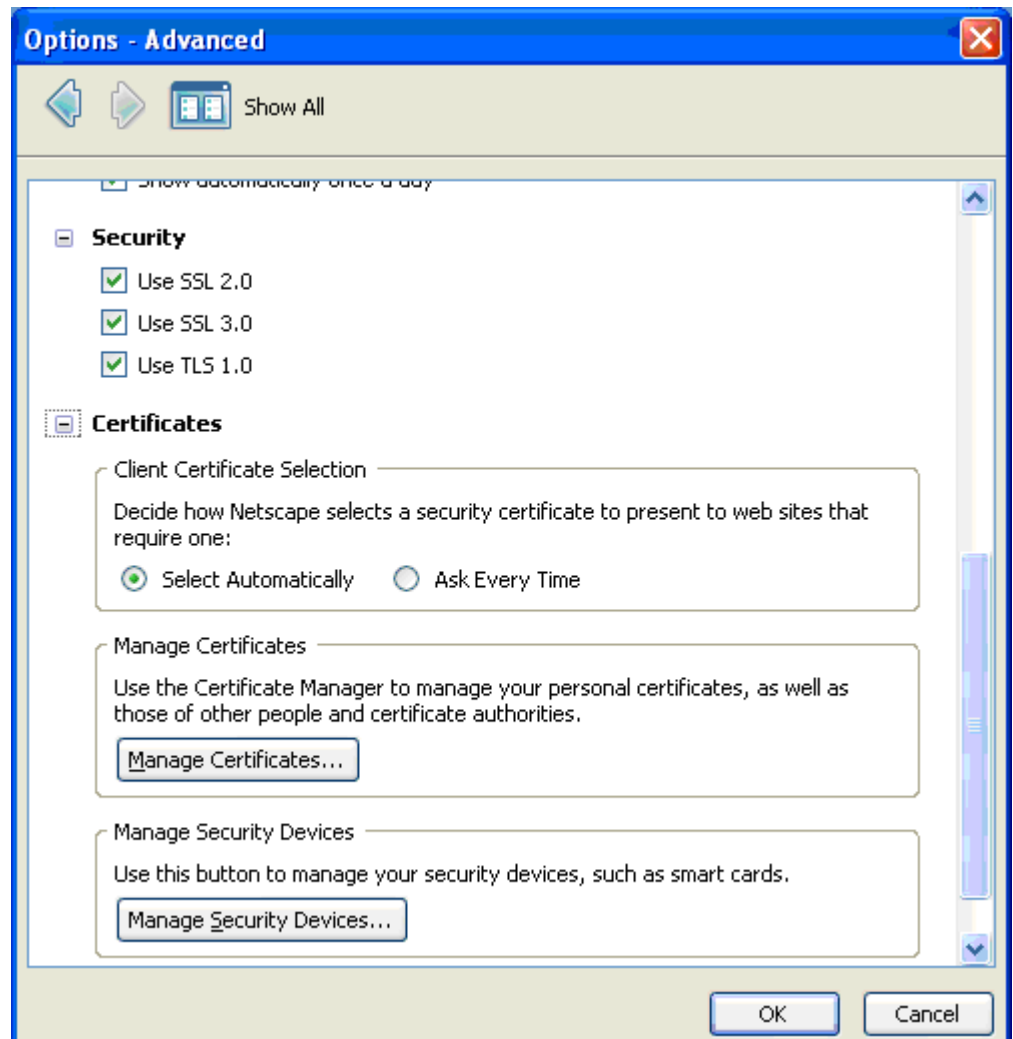 Options - Advanced
Show All
Show automatically once a day
Security
Use SSL 2.0
Use SSL 3.0
Use TLS 1.0
Certificates
Client Certificate Selection
Decide how Netscape selects a security certificate to present to web sites that
require one:
Select Automatically
Ask Every Time
Manage Certificates
Use the Certificate Manager to manage your personal certificates, as well as
those of other people and certificate authorities.
Manage Certificates...
Manage Security Devices
Use this button to manage your security devices, such as smart cards.
Manage Security Devices...
OK
Cancel